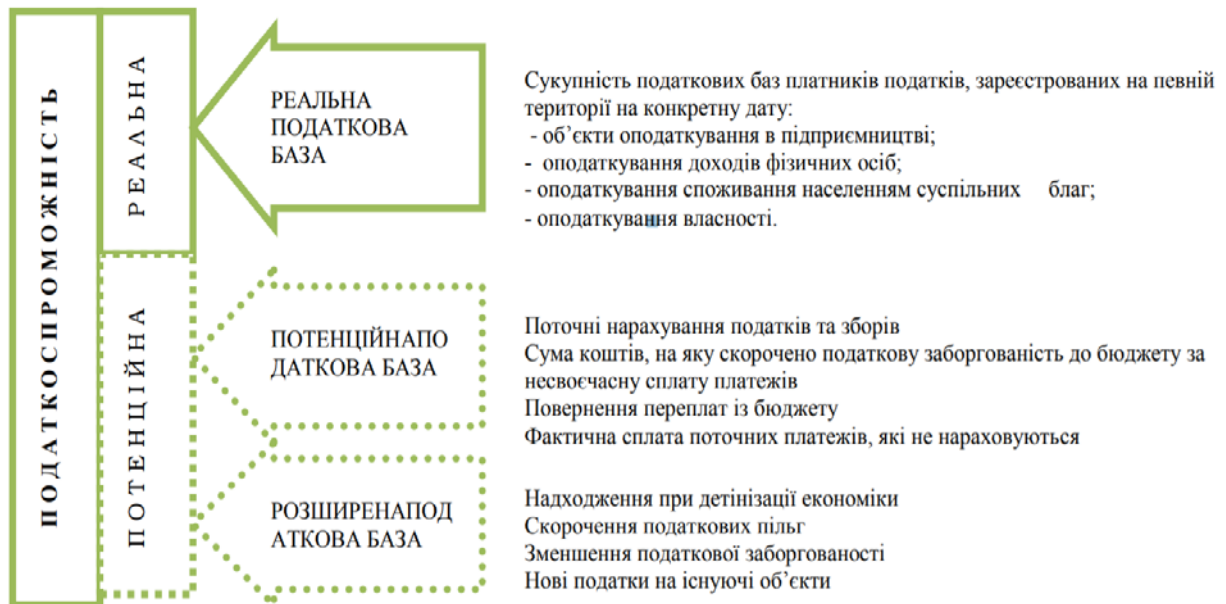 ПОДАТКОСПРОМОЖНІСТЬ
РЕАЛЬНА
РЕАЛЬНА
ПОДАТКОВА
БАЗА
Сукупність податкових баз платників податків, зареєстрованих на певній
території на конкретну дату:
- об’єкти оподаткування в підприємництві;
- оподаткування доходів фізичних осіб;
- оподаткування споживання населенням суспільних благ;
- оподаткування власності.
ПОТЕНЦІЙНА
ПОТЕНЦІЙНАПО
ДАТКОВА БАЗА
Поточні нарахування податків та зборів
Сума коштів, на яку скорочено податкову заборгованість до бюджету за
несвоєчасну сплату платежів
Повернення переплат із бюджету
Фактична сплата поточних платежів, які не нараховуються
РОЗШИРЕНАПОД
АТКОВА БАЗА
Надходження при детінізації економіки
Скорочення податкових пільг
Зменшення податкової заборгованості
Нові податки на існуючі об’єкти